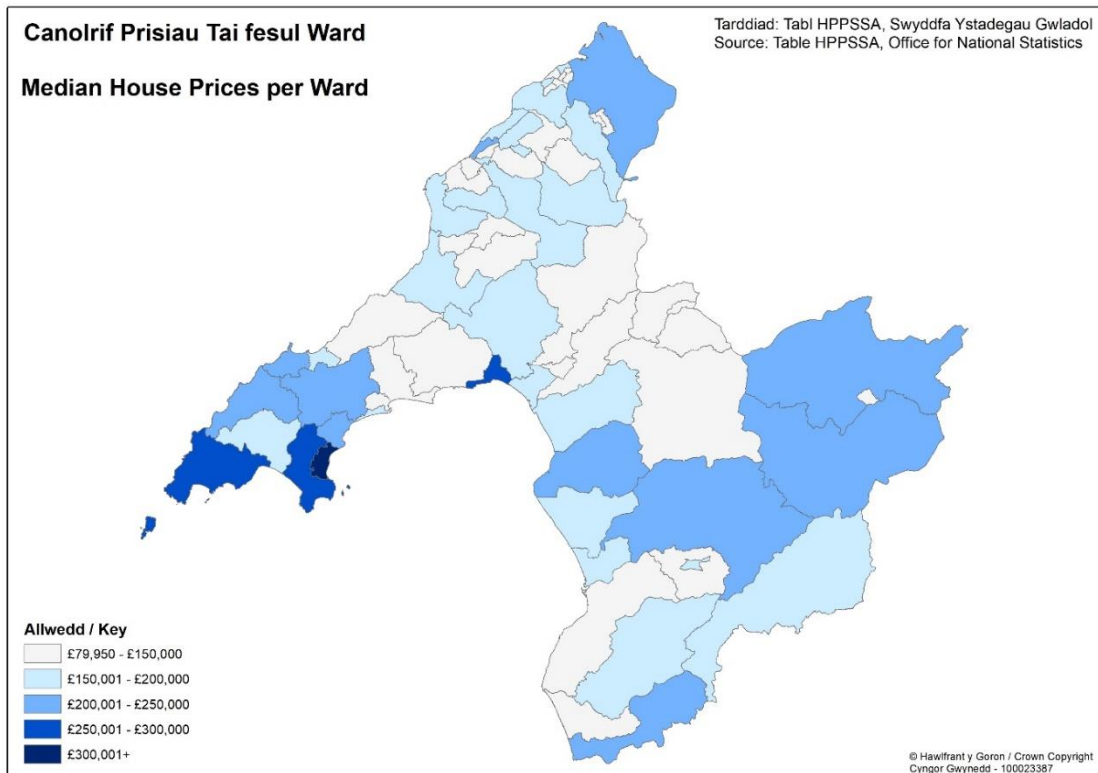 Canolrif Prisiau Tai fesul Ward
Median House Prices per Ward
Tarddiad: Tabl HPPSSA, Swyddfa Ystadegau Gwladol
Source: Table HPPSSA, Office for National Statistics
Allwedd / Key
£79,950 - £150,000
£150,001 - £200,000
£200,001 - £250,000
£250,001 - £300,000
£300,001+
© Hawlfrant y Goron / Crown Copyright
Cyngor Gwynedd - 100023387